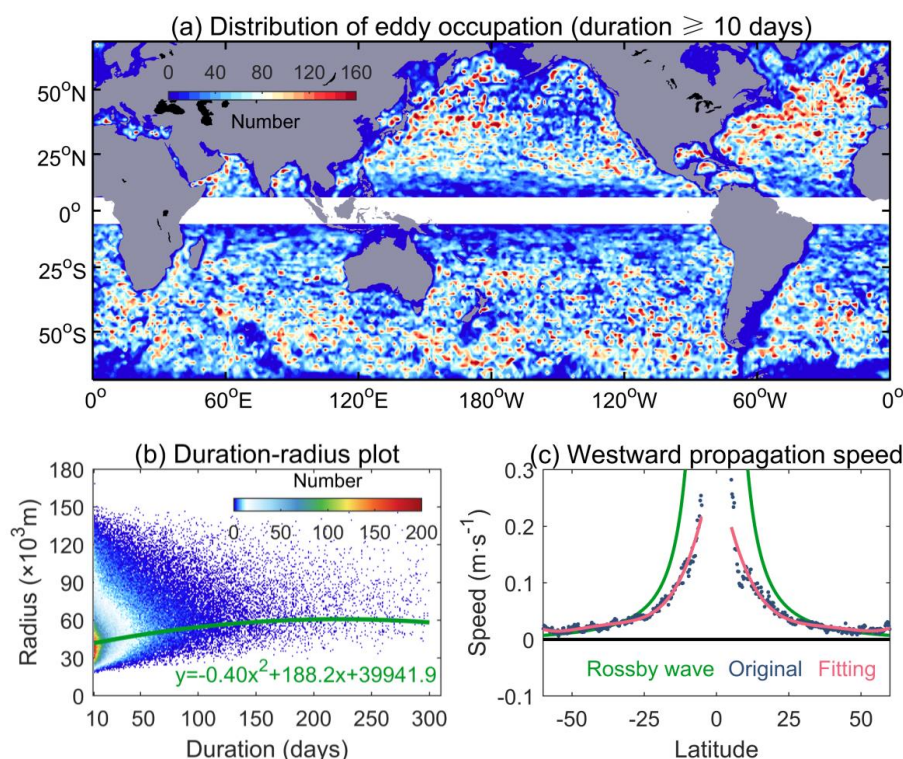 (a) Distribution of eddy occupation (duration ⩾ 10 days)
0 40 80 120 160
Number
50°N
25°N
0°
25°S
50°S
0° 60°E 120°E 180°W 120°W 60°W 0°
(b) Duration-radius plot
180
150
120
90
60
30
0
Radius (×10³m)
Number
0 50 100 150 200
y=-0.40x²+188.2x+39941.9
10 50 100 150 200 250 300
Duration (days)
(c) Westward propagation speed
0.3
0.2
0.1
0
-0.1
Speed (m·s⁻¹)
Rossby wave Original Fitting
-50 -25 0 25 50
Latitude